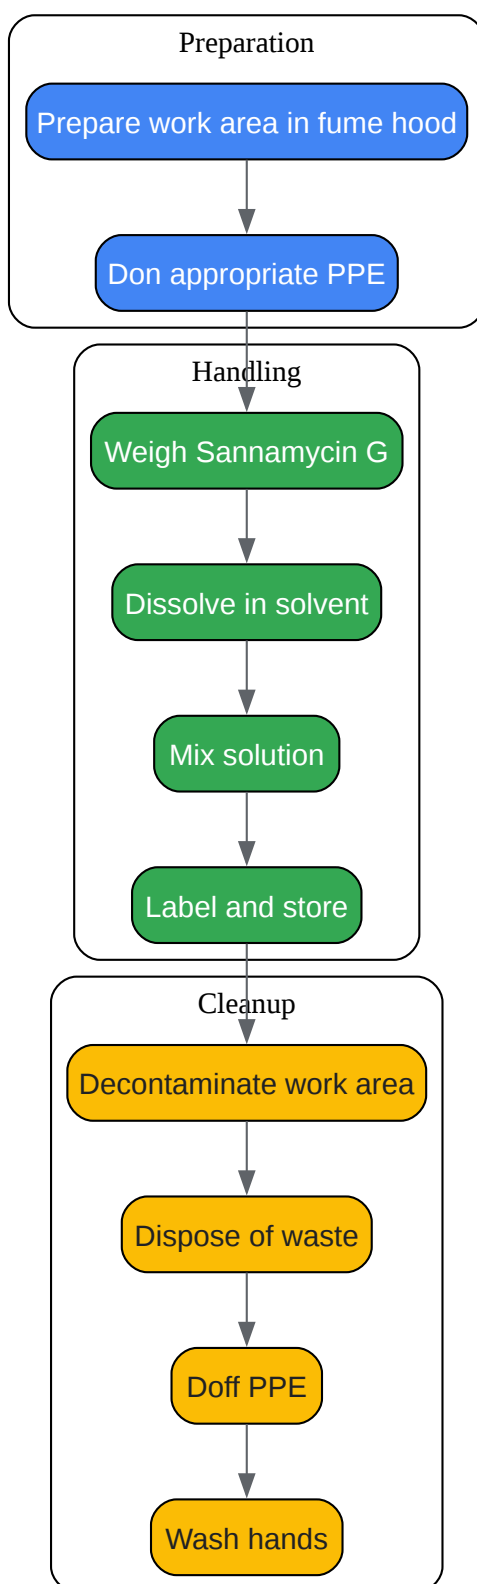 Preparation
Prepare work area in fume hood
Don appropriate PPE
Handling
Weigh Sannamycin G
Dissolve in solvent
Mix solution
Label and store
Cleanup
Decontaminate work area
Dispose of waste
Doff PPE
Wash hands